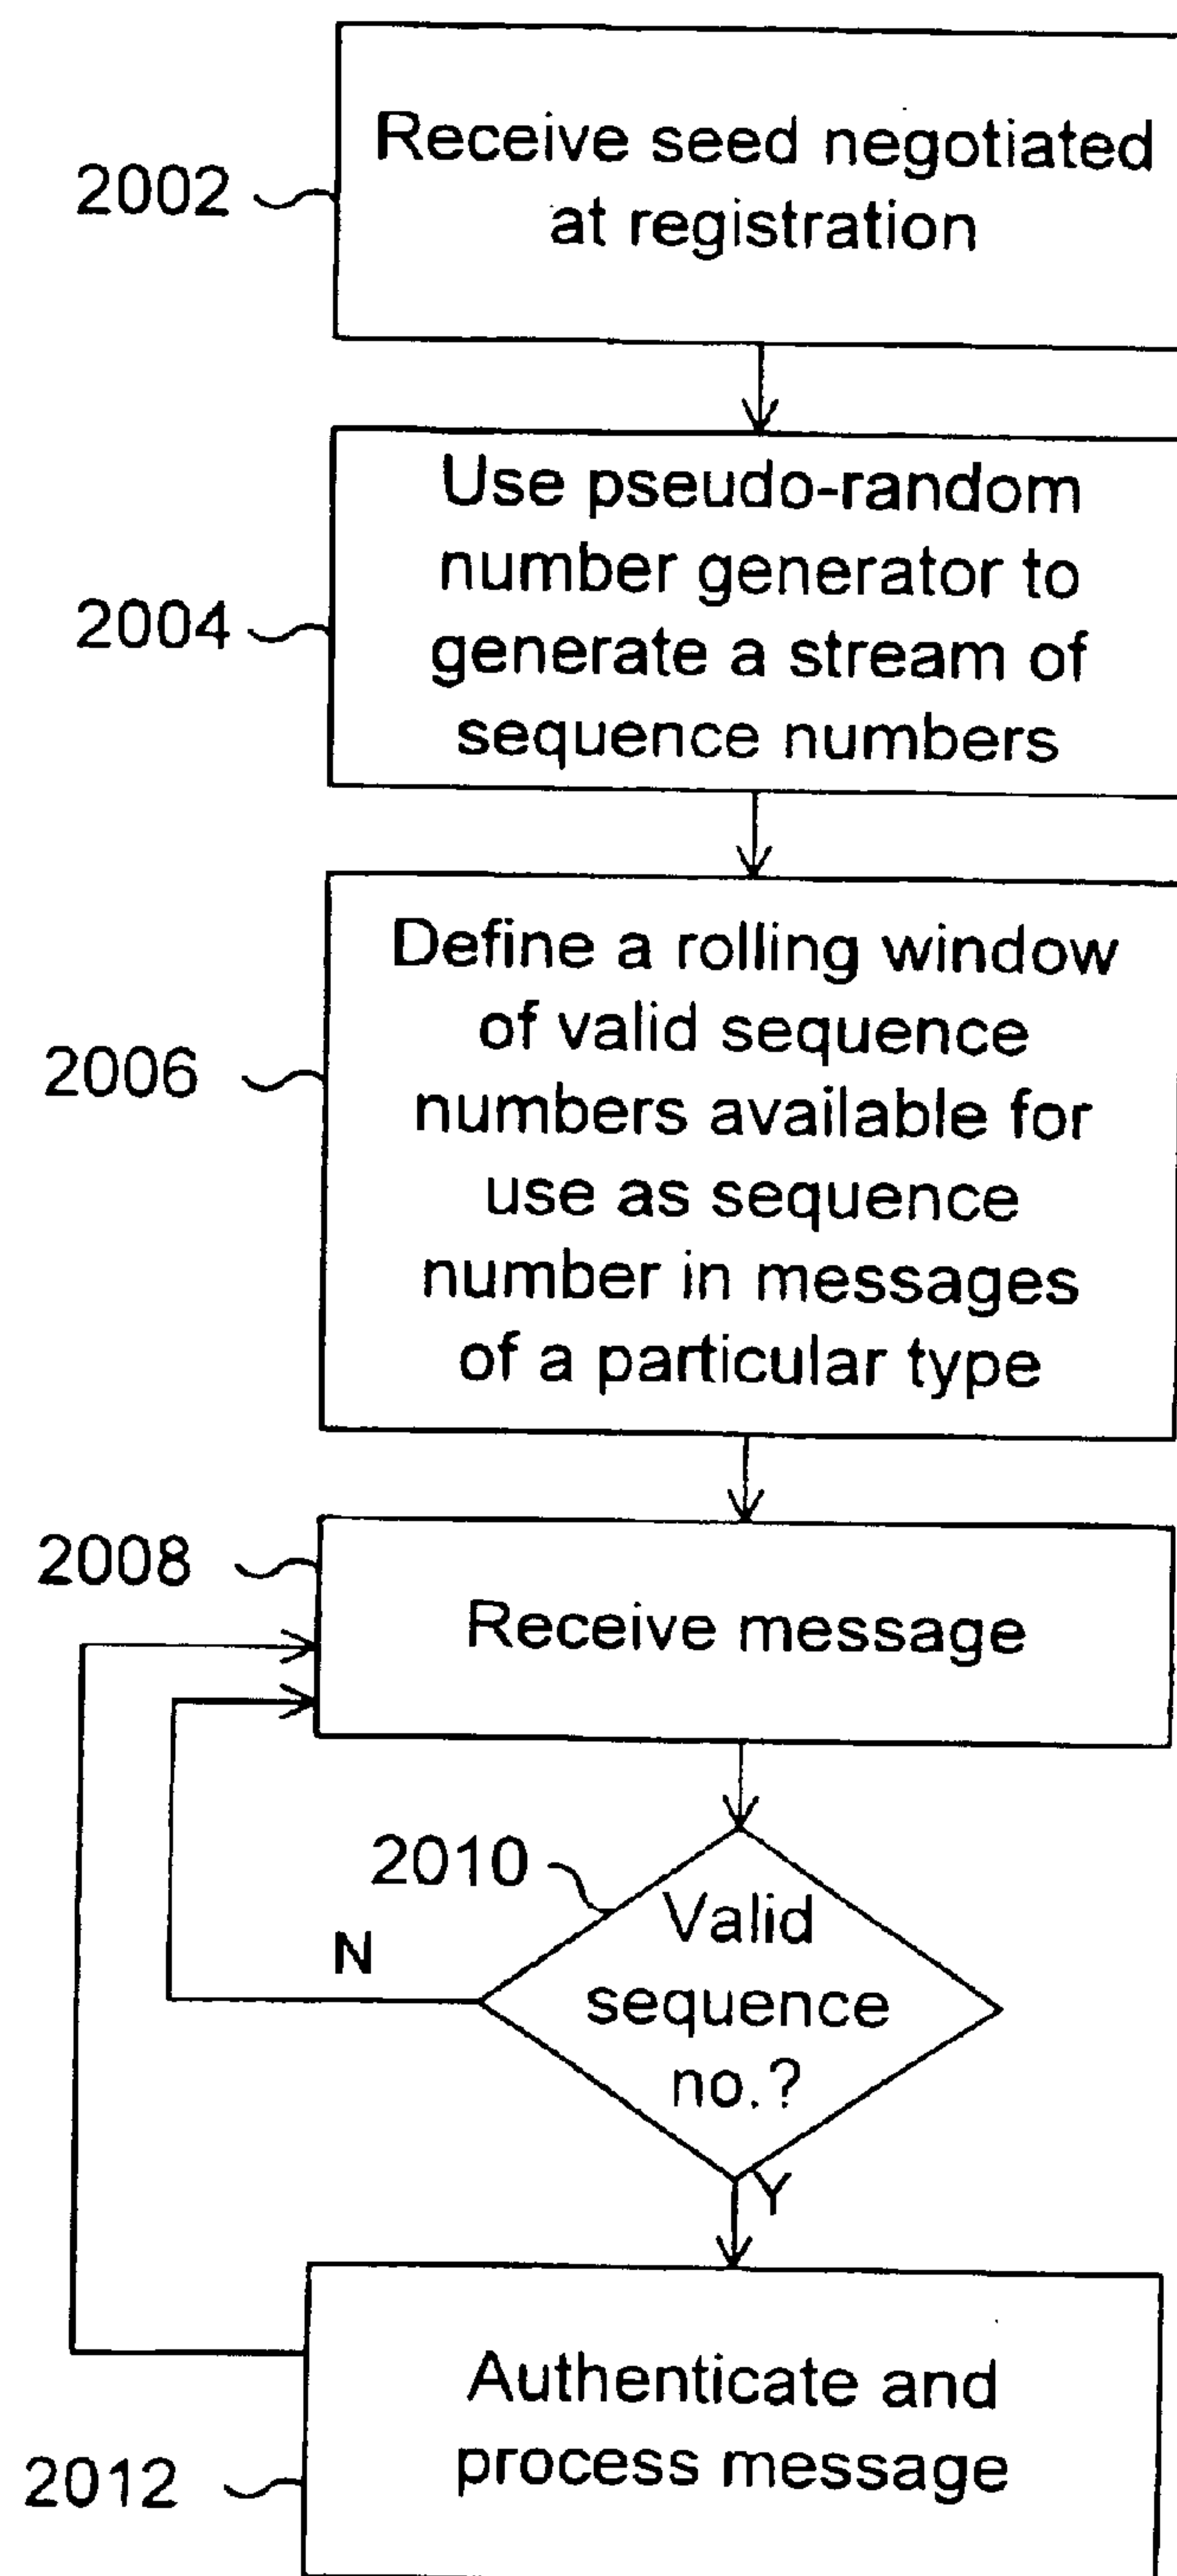 2002
Receive seed negotiated
at registration
2004
Use pseudo-random
number generator to
generate a stream of
sequence numbers
2006
Define a rolling window
of valid sequence
numbers available for
use as sequence
number in messages
of a particular type
2008
Receive message
2010
Valid
sequence
no.?
N
Y
2012
Authenticate and
process message